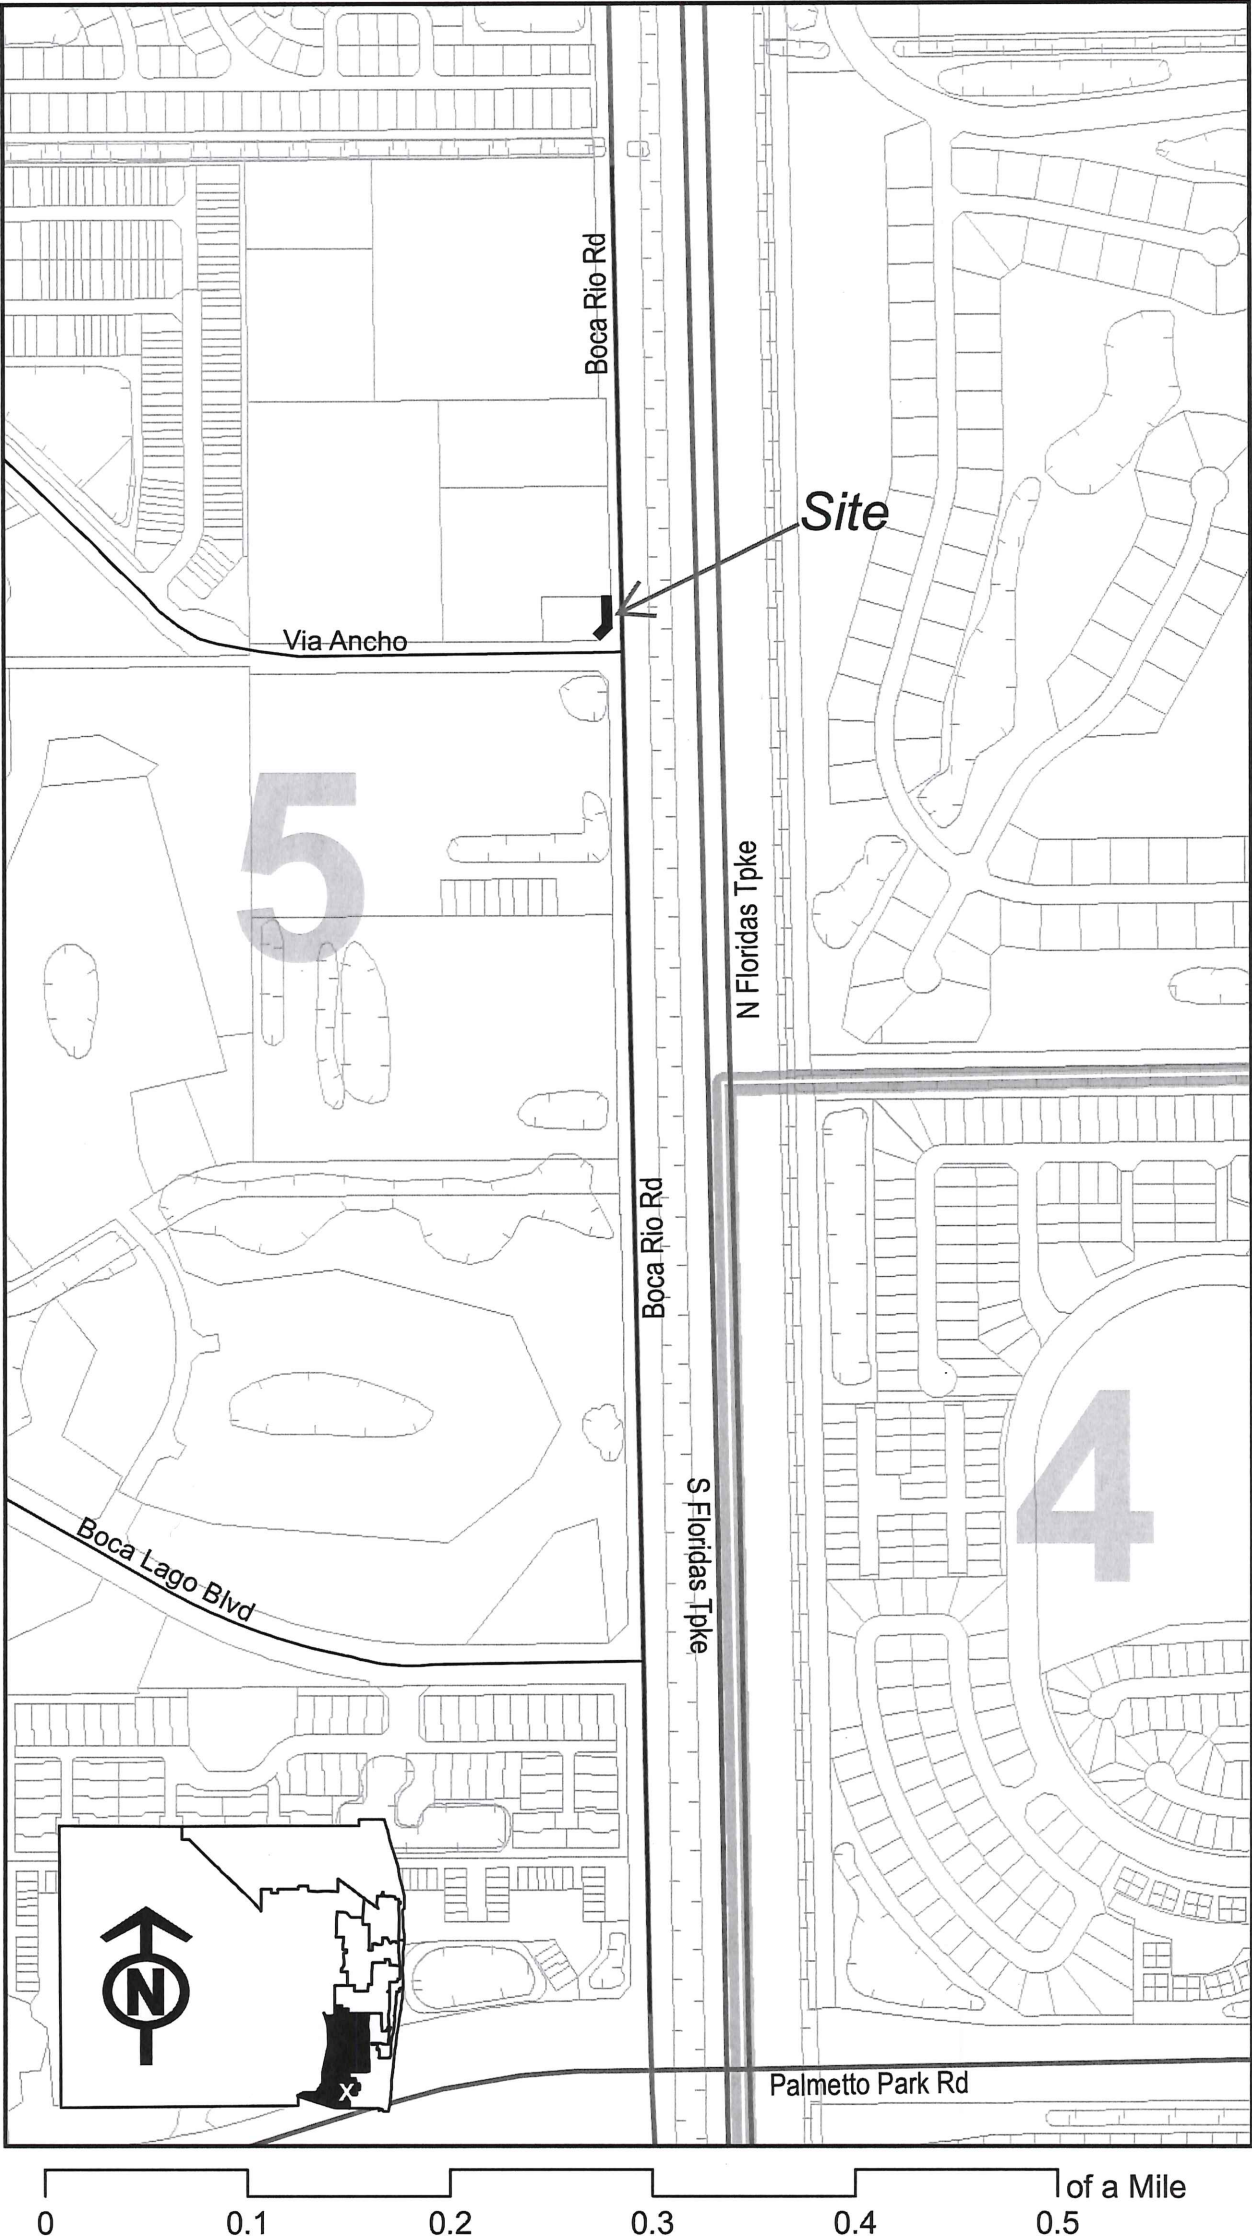 Boca Rio Rd
Site
Via Ancho
5
N Floridas Tpke
Boca Rio Rd
4
S Floridas Tpke
Boca Lago Blvd
N
x
Palmetto Park Rd
of a Mile
0 0.1 0.2 0.3 0.4 0.5